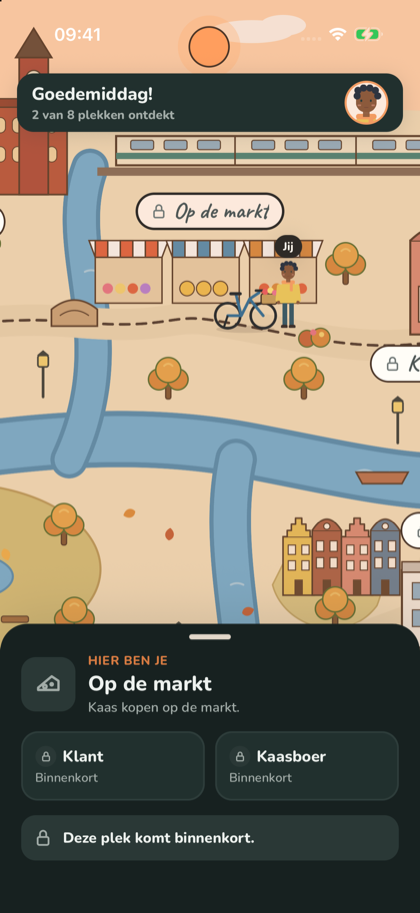 09:41
Goedemiddag!
2 van 8 plekken ontdekt
Op de markt
Jij
K
HIER BEN JE
Op de markt
Kaas kopen op de markt.
Klant
Binnenkort
Kaasboer
Binnenkort
Deze plek komt binnenkort.